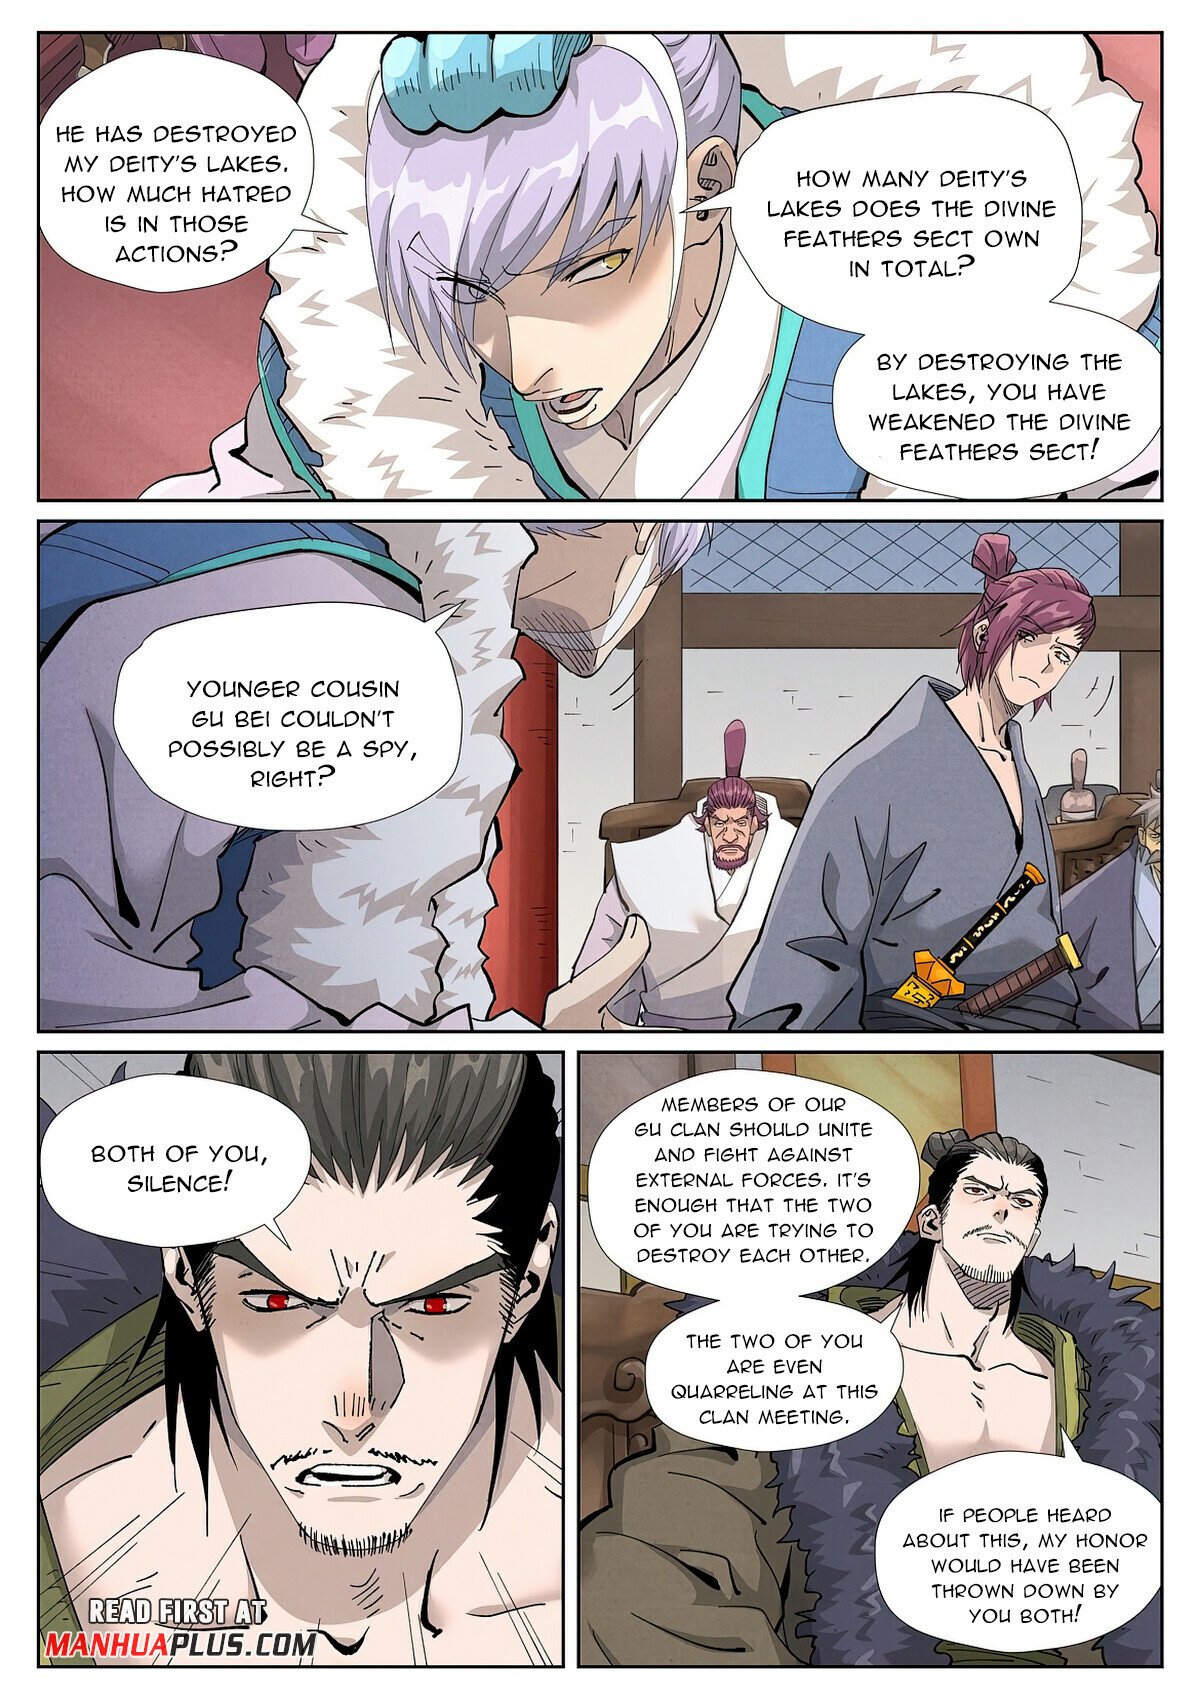 HE HAS DESTROYED
MY DEITY'S LAKES.
HOW MUCH HATRED
IS IN THOSE
ACTIONS?
HOW MANY DEITY'S
LAKES DOES THE DIVINE
FEATHERS SECT OWN
IN TOTAL?
BY DESTROYING THE
LAKES, YOU HAVE
WEAKENED THE DIVINE
FEATHERS SECT!
YOUNGER COUSIN
GU BEI COULDN'T
POSSIBLY BE A SPY,
RIGHT?
BOTH OF YOU,
SILENCE!
MEMBERS OF OUR
GU CLAN SHOULD UNITE
AND FIGHT AGAINST
EXTERNAL FORCES. IT'S
ENOUGH THAT THE TWO
OF YOU ARE TRYING TO
DESTROY EACH OTHER.
THE TWO OF YOU
ARE EVEN
QUARRELING AT THIS
CLAN MEETING.
IF PEOPLE HEARD
ABOUT THIS, MY HONOR
WOULD HAVE BEEN
THROWN DOWN BY
YOU BOTH!
READ FIRST AT
MANHUAPLUS.COM